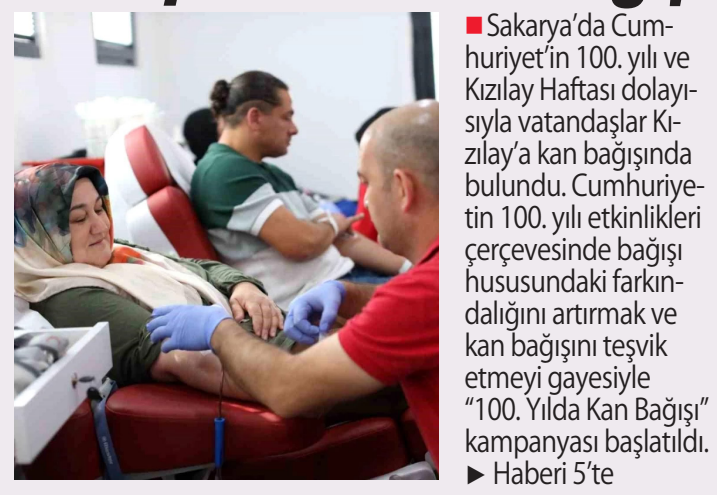 ■ Sakarya'da Cum-
huriyet'in 100. yılı ve
Kızılay Haftası dolayı-
sıyla vatandaşlar Kı-
zılay'a kan bağışında
bulundu. Cumhuriye-
tin 100. yılı etkinlikleri
çerçevesinde bağışı
hususundaki farkın-
dalığını artırmak ve
kan bağışını teşvik
etmeyi gayesiyle
“100. Yılda Kan Bağışı”
kampanyası başlatıldı.
► Haberi 5'te